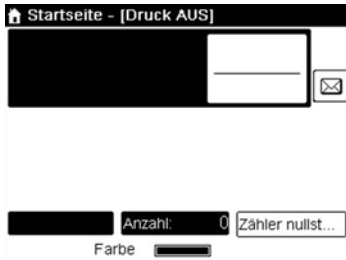 Startseite - [Druck AUS]
Anzahl: 0 Zähler nullst...
Farbe